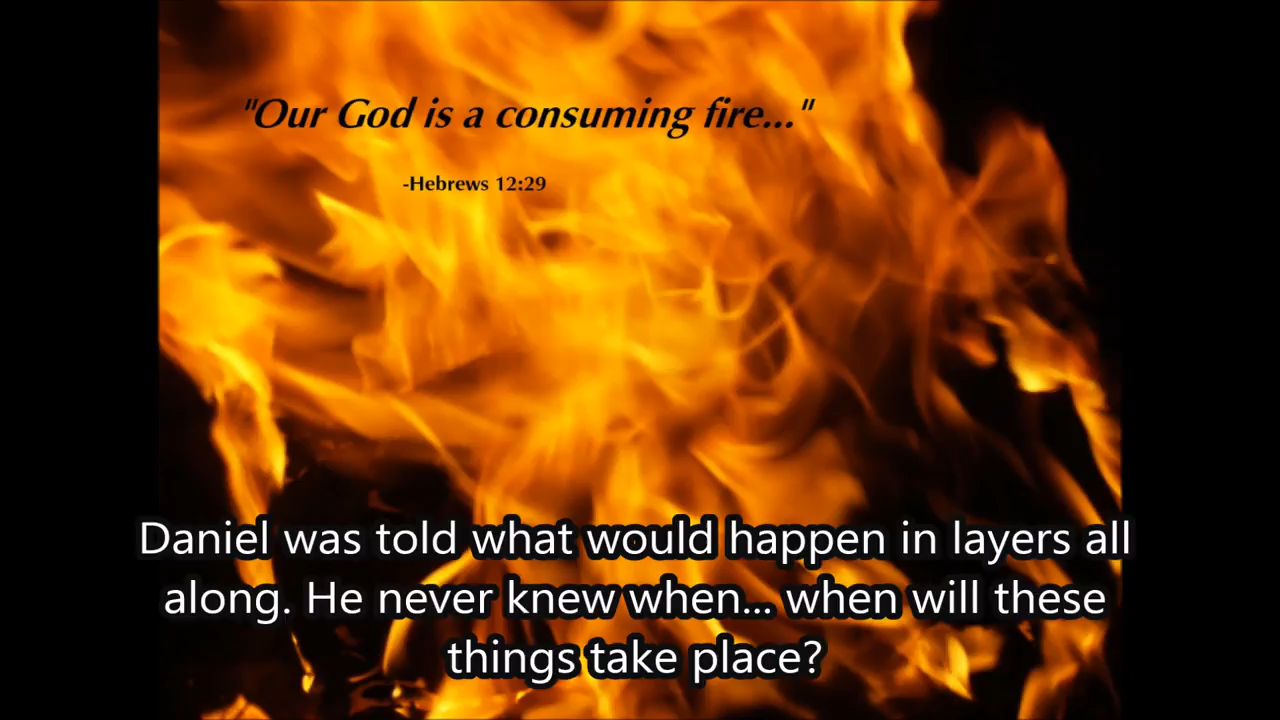 "Our God is a consuming fire..."
-Hebrews 12:29
Daniel was told what would happen in layers all
along. He never knew when... when will these
things take place?